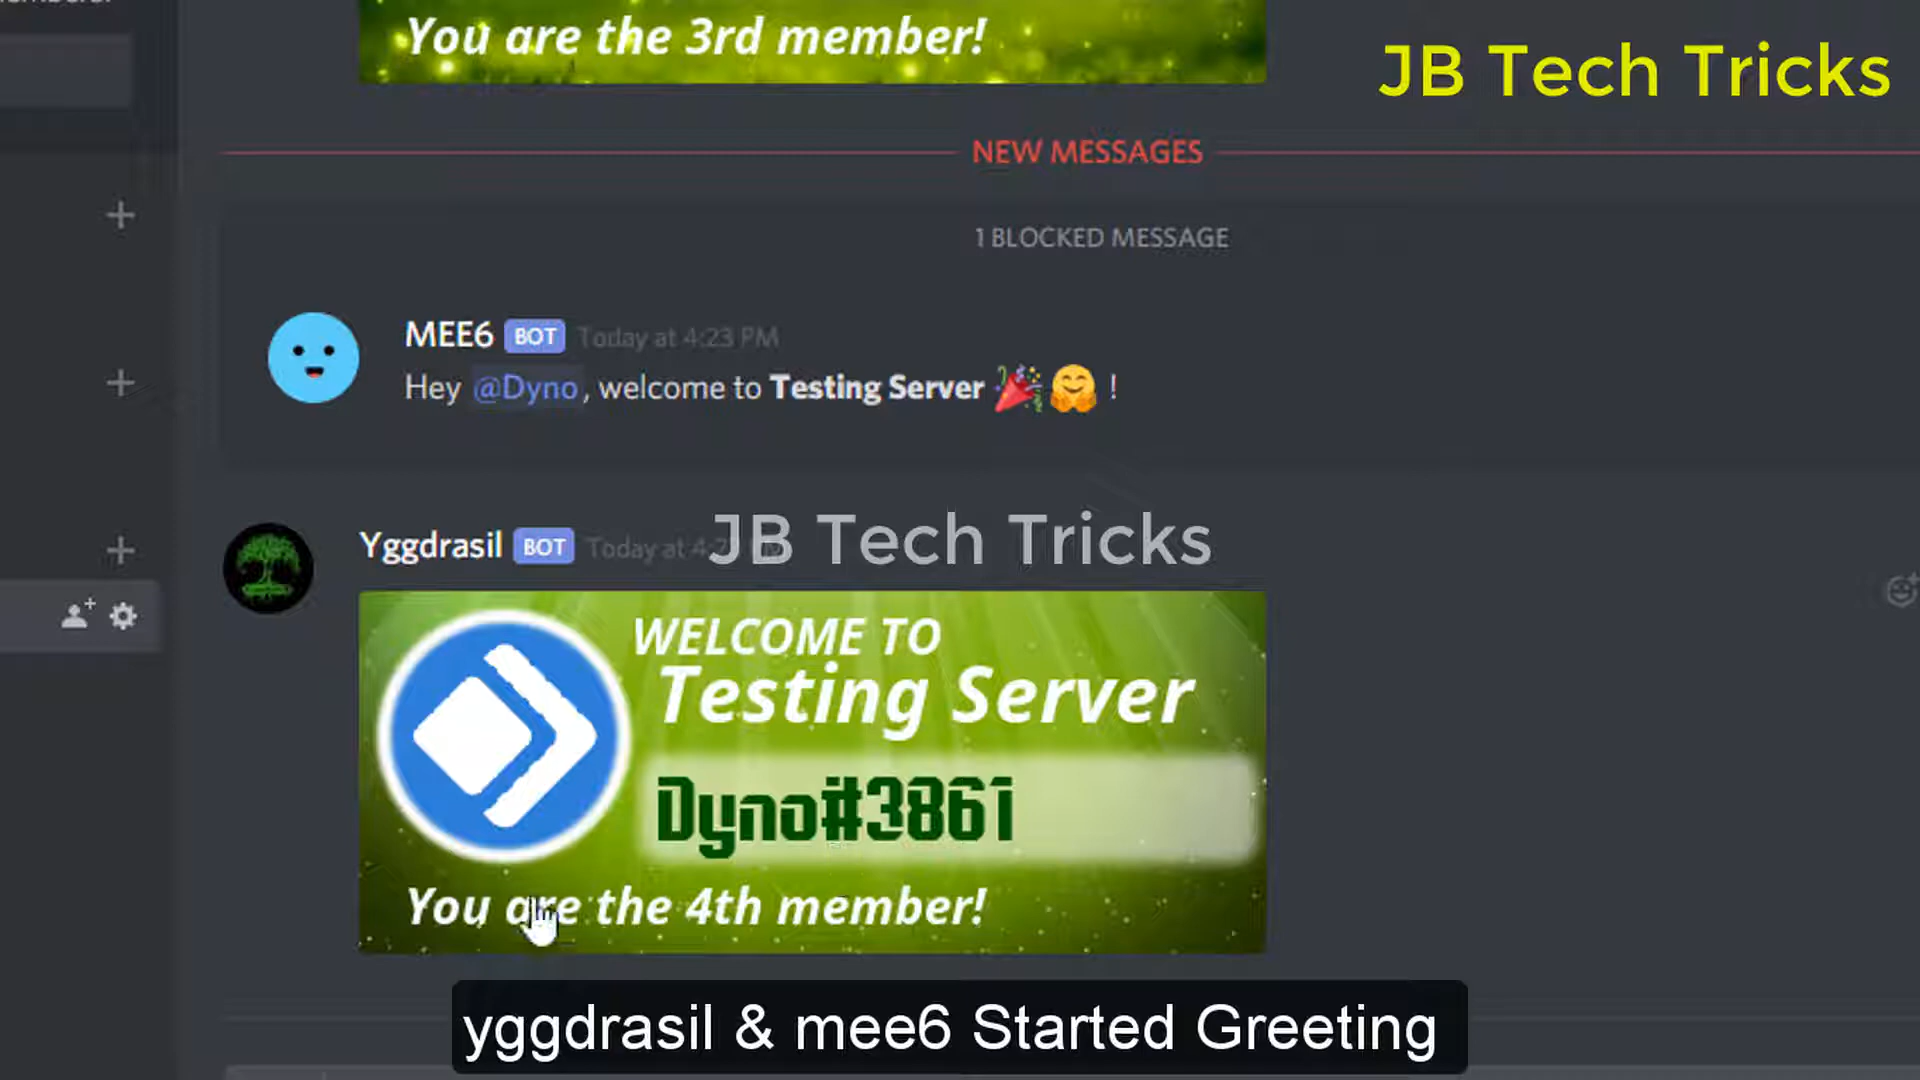 You are the 3rd member!
JB Tech Tricks
NEW MESSAGES
1 BLOCKED MESSAGE
MEE6 BOT Today at 4:23 PM
Hey @Dyno, welcome to Testing Server 🎉 🤗 !
Yggdrasil BOT Today at
JB Tech Tricks
WELCOME TO
Testing Server
Dyno#3861
You are the 4th member!
yggdrasil & mee6 Started Greeting